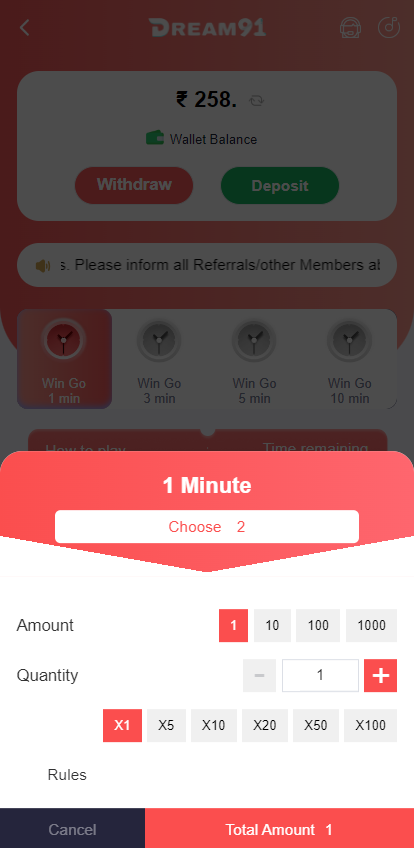 DREAM91
₹ 258.
Wallet Balance
Withdraw Deposit
s. Please inform all Referrals/other Members
Win Go Win Go Win Go Win Go
1 min 3 min 5 min 10 min
How to play Time remaining
1 Minute
Choose 2
Amount 1 10 100 1000
Quantity - 1 +
X1 X5 X10 X20 X50 X100
Rules
Cancel Total Amount 1